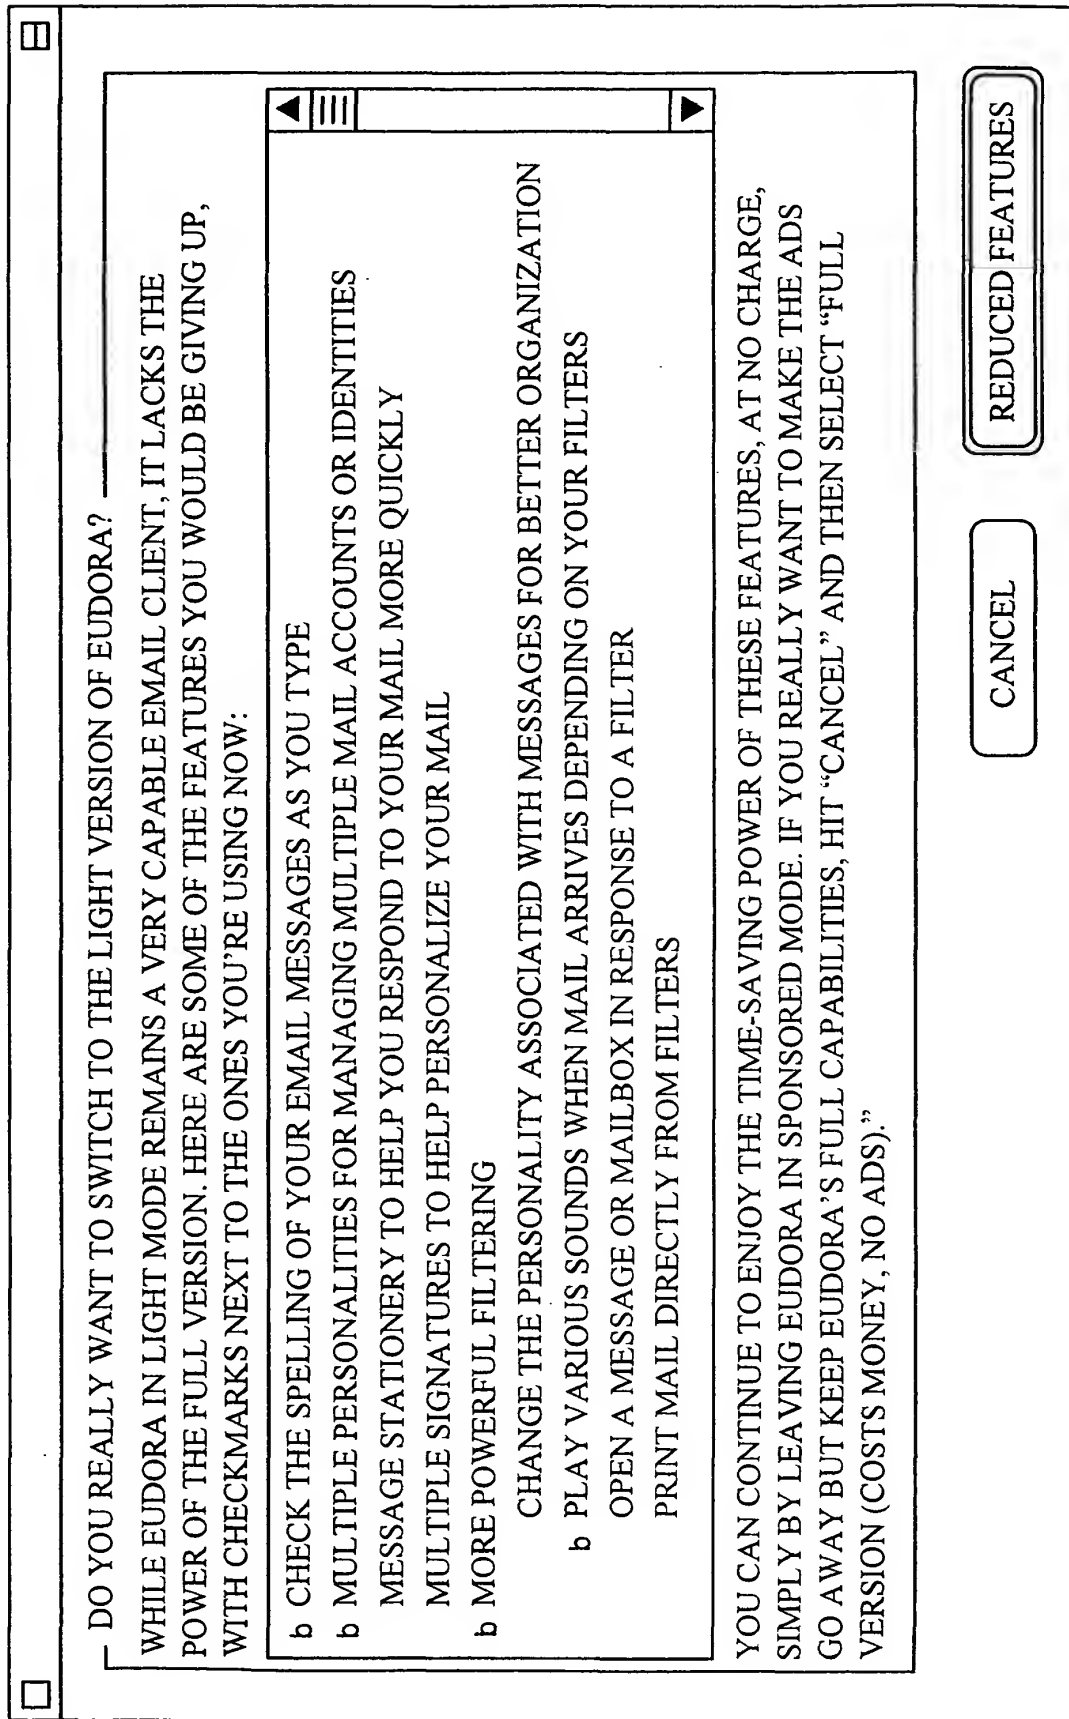 DO YOU REALLY WANT TO SWITCH TO THE LIGHT VERSION OF EUDORA?
WHILE EUDORA IN LIGHT MODE REMAINS A VERY CAPABLE EMAIL CLIENT, IT LACKS THE
POWER OF THE FULL VERSION. HERE ARE SOME OF THE FEATURES YOU WOULD BE GIVING UP,
WITH CHECKMARKS NEXT TO THE ONES YOU'RE USING NOW:
b CHECK THE SPELLING OF YOUR EMAIL MESSAGES AS YOU TYPE
b MULTIPLE PERSONALITIES FOR MANAGING MULTIPLE MAIL ACCOUNTS OR IDENTITIES
MESSAGE STATIONERY TO HELP YOU RESPOND TO YOUR MAIL MORE QUICKLY
MULTIPLE SIGNATURES TO HELP PERSONALIZE YOUR MAIL
b MORE POWERFUL FILTERING
CHANGE THE PERSONALITY ASSOCIATED WITH MESSAGES FOR BETTER ORGANIZATION
b PLAY VARIOUS SOUNDS WHEN MAIL ARRIVES DEPENDING ON YOUR FILTERS
OPEN A MESSAGE OR MAILBOX IN RESPONSE TO A FILTER
PRINT MAIL DIRECTLY FROM FILTERS
YOU CAN CONTINUE TO ENJOY THE TIME-SAVING POWER OF THESE FEATURES, AT NO CHARGE,
SIMPLY BY LEAVING EUDORA IN SPONSORED MODE. IF YOU REALLY WANT TO MAKE THE ADS
GO AWAY BUT KEEP EUDORA'S FULL CAPABILITIES, HIT “CANCEL” AND THEN SELECT “FULL
VERSION (COSTS MONEY, NO ADS).”
CANCEL
REDUCED FEATURES